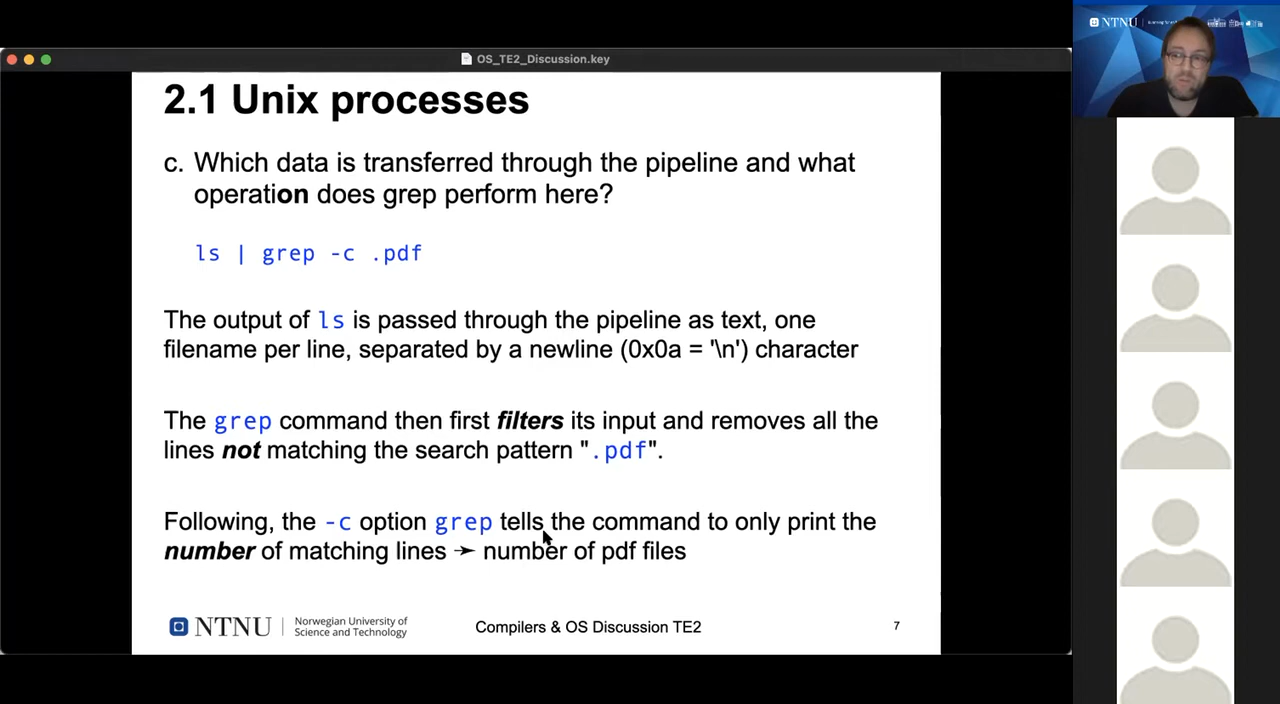 OS_TE2_Discussion.key
NTNU
2.1 Unix processes
c. Which data is transferred through the pipeline and what
operation does grep perform here?
ls | grep -c .pdf
The output of ls is passed through the pipeline as text, one
filename per line, separated by a newline (0x0a = '\n') character
The grep command then first filters its input and removes all the
lines not matching the search pattern ".pdf".
Following, the -c option grep tells the command to only print the
number of matching lines ➛ number of pdf files
NTNU
Norwegian University of
Science and Technology
Compilers & OS Discussion TE2
7